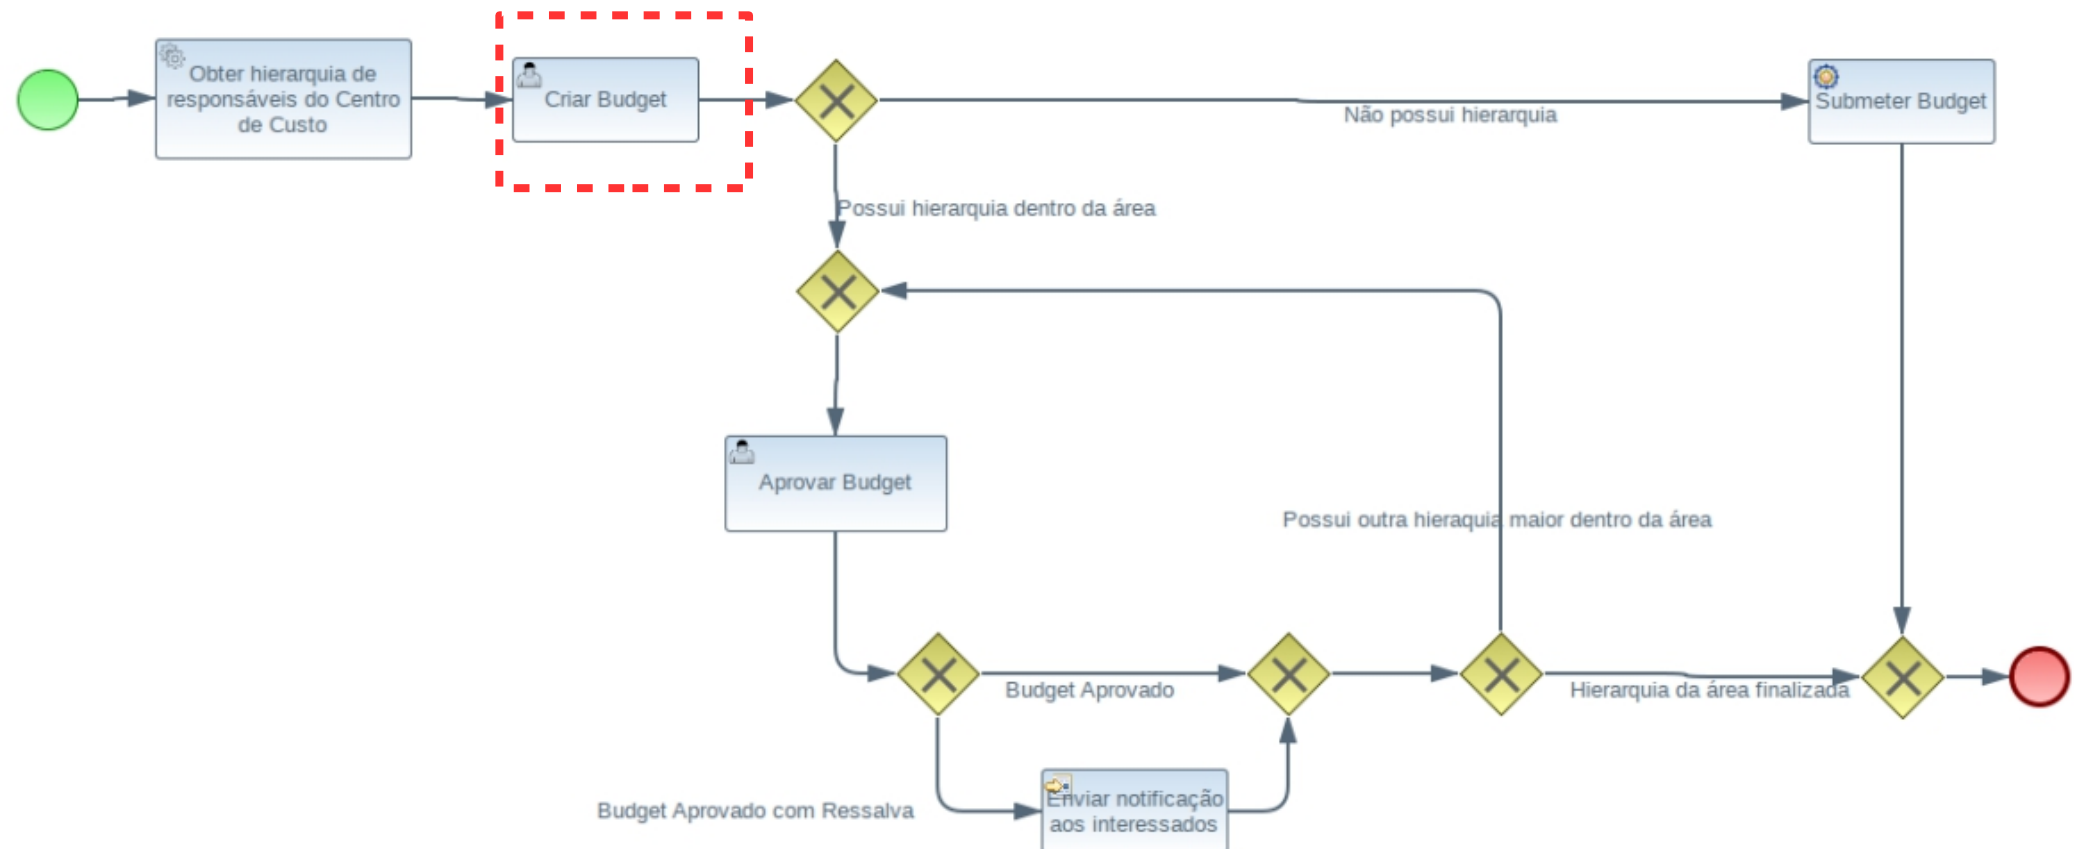 Obter hierarquia de
responsáveis do Centro
de Custo
Criar Budget
Não possui hierarquia
Submeter Budget
Possui hierarquia dentro da área
Aprovar Budget
Possui outra hieraquia maior dentro da área
Budget Aprovado
Hierarquia da área finalizada
Budget Aprovado com Ressalva
Enviar notificação
aos interessados